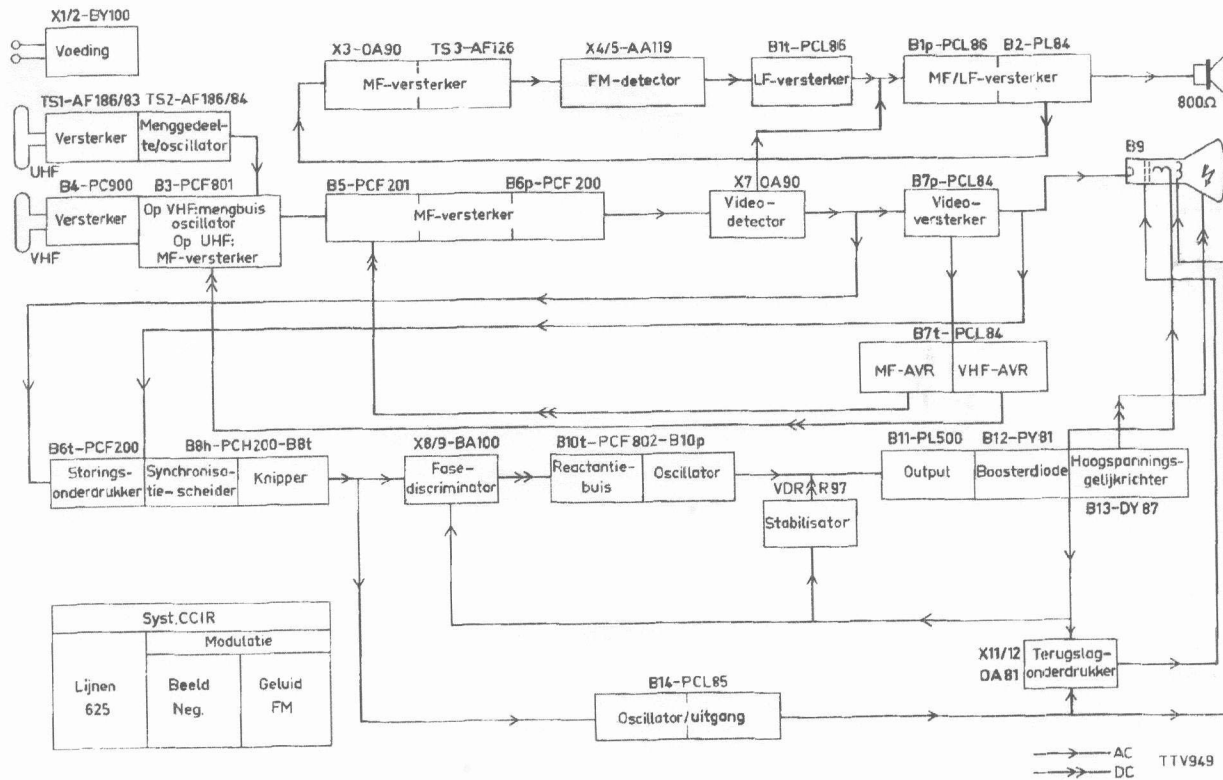 X1/2-BY100
Voeding
X3-OA90
TS3-AF126
MF-versterker
X4/5-AA119
FM-detector
B1t-PCL86
LF-versterker
B1p-PCL86
B2-PL84
MF/LF-versterker
800Ω
TS1-AF186/83
TS2-AF186/84
Versterker
Menggedeel-
te/oscillator
UHF
B4-PC900
B3-PCF801
Versterker
Op VHF:mengbuis
oscillator
Op UHF:
MF-versterker
VHF
B5-PCF201
B6p-PCF200
MF-versterker
X7 OA90
Video-
detector
B7p-PCL84
Video-
versterker
B9
B7t-PCL84
MF-AVR
VHF-AVR
B6t-PCF200
B8h-PCH200-B8t
Storings-
onderdrukker
Synchronisa-
tie-scheider
Knipper
X8/9-BA100
Fase-
discriminator
B10t-PCF802-B10p
Reactantie-
buis
Oscillator
VDR R97
Stabilisator
B11-PL500
B12-PY81
Output
Boosterdiode
Hoogspannings-
gelijkrichter
B13-DY87
Syst.CCIR
Modulatie
Lijnen
625
Beeld
Neg.
Geluid
FM
B14-PCL85
Oscillator/uitgang
X11/12
OA81
Terugslag-
onderdrukker
AC
DC
TTV949